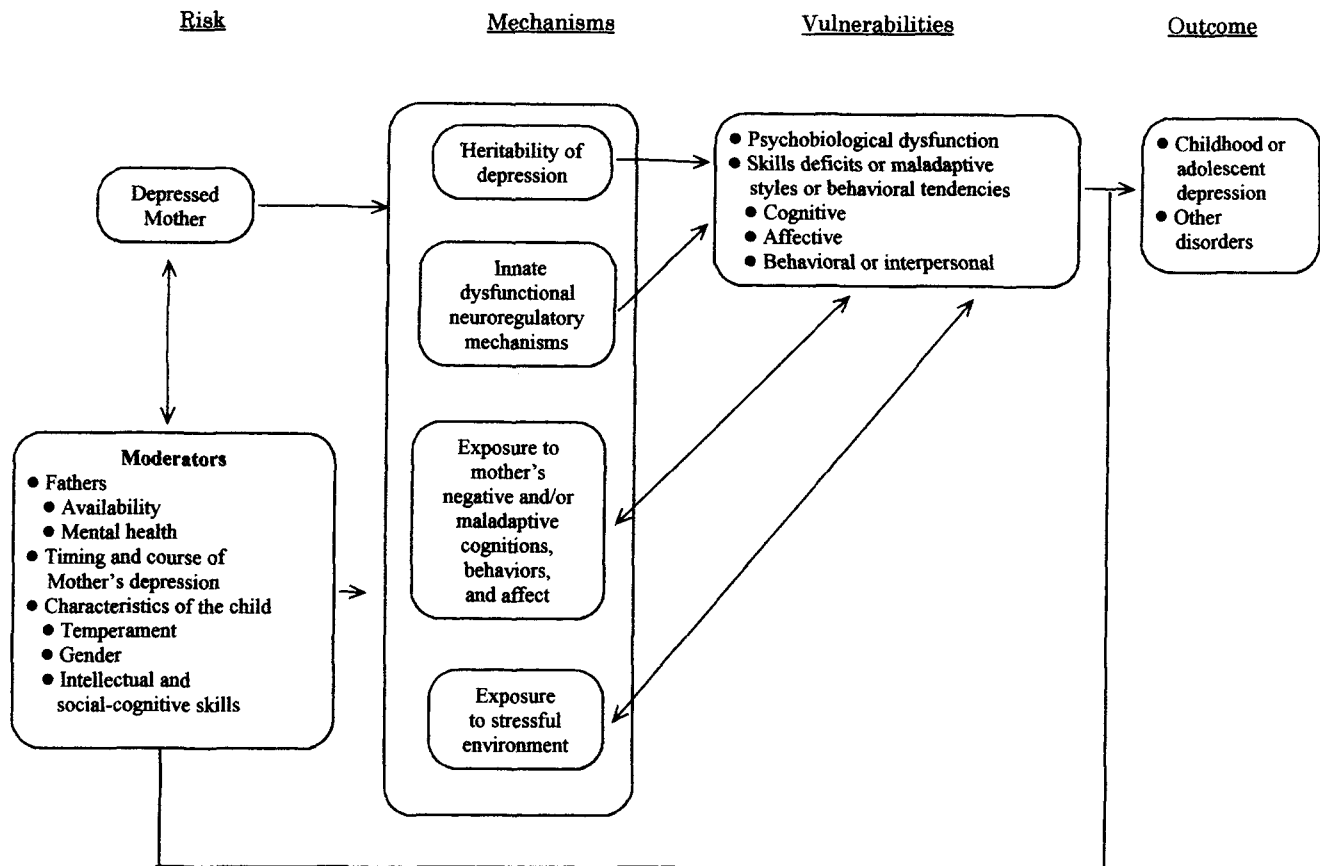 Risk
Mechanisms
Vulnerabilities
Outcome
Depressed
Mother
Moderators
● Fathers
● Availability
● Mental health
● Timing and course of
Mother's depression
● Characteristics of the child
● Temperament
● Gender
● Intellectual and
social-cognitive skills
Heritability of
depression
Innate
dysfunctional
neuroregulatory
mechanisms
Exposure to
mother's
negative and/or
maladaptive
cognitions,
behaviors,
and affect
Exposure
to stressful
environment
● Psychobiological dysfunction
● Skills deficits or maladaptive
styles or behavioral tendencies
● Cognitive
● Affective
● Behavioral or interpersonal
● Childhood or
adolescent
depression
● Other
disorders